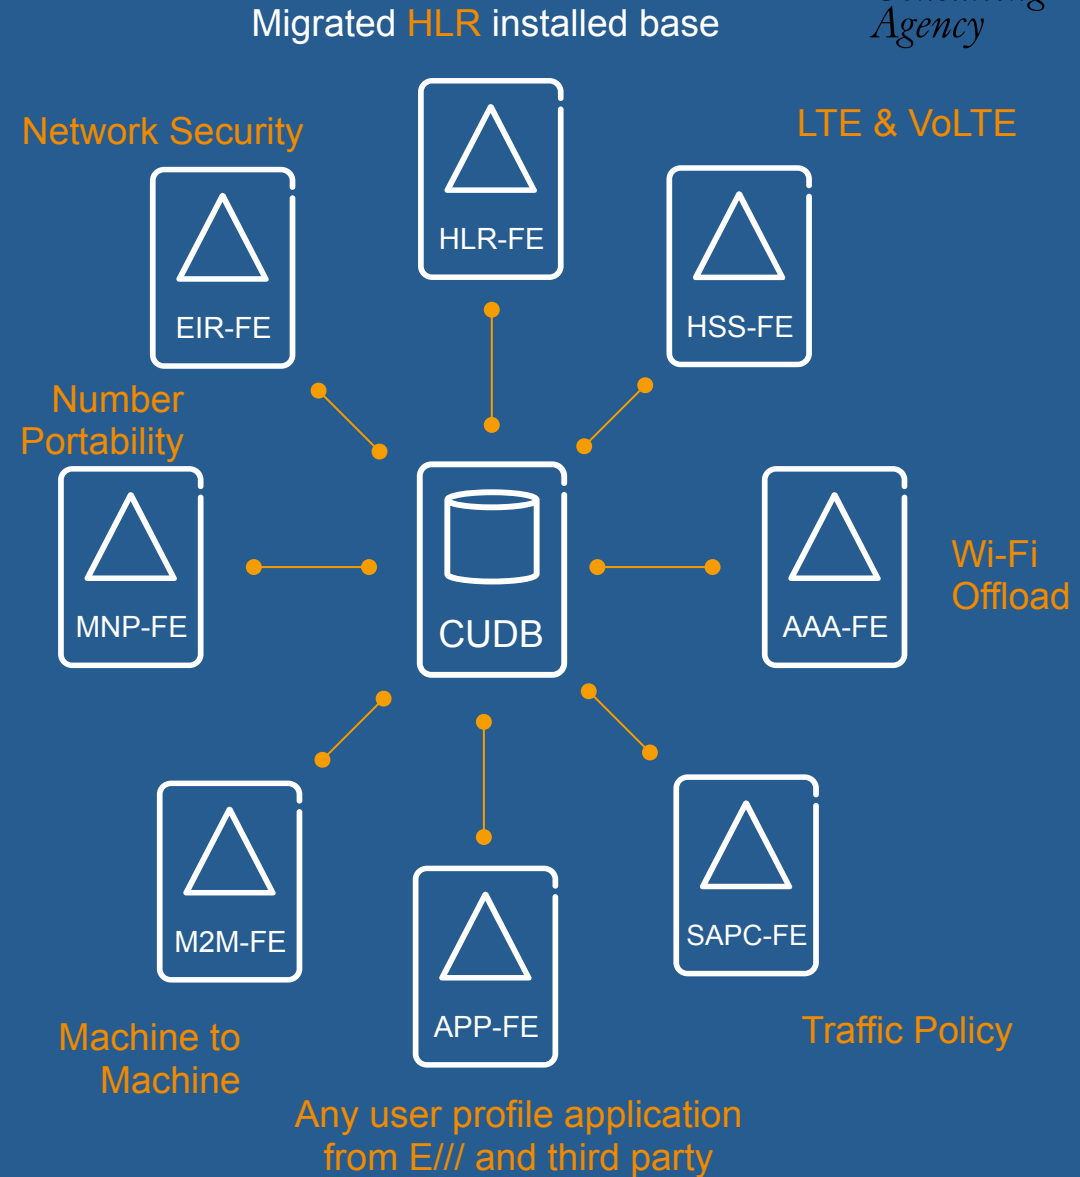 Migrated HLR installed base
Agency
Network Security
LTE & VoLTE
HLR-FE
EIR-FE
HSS-FE
Number
Portability
Wi-Fi
Offload
MNP-FE
CUDB
AAA-FE
M2M-FE
APP-FE
SAPC-FE
Machine to
Machine
Traffic Policy
Any user profile application
from E/// and third party